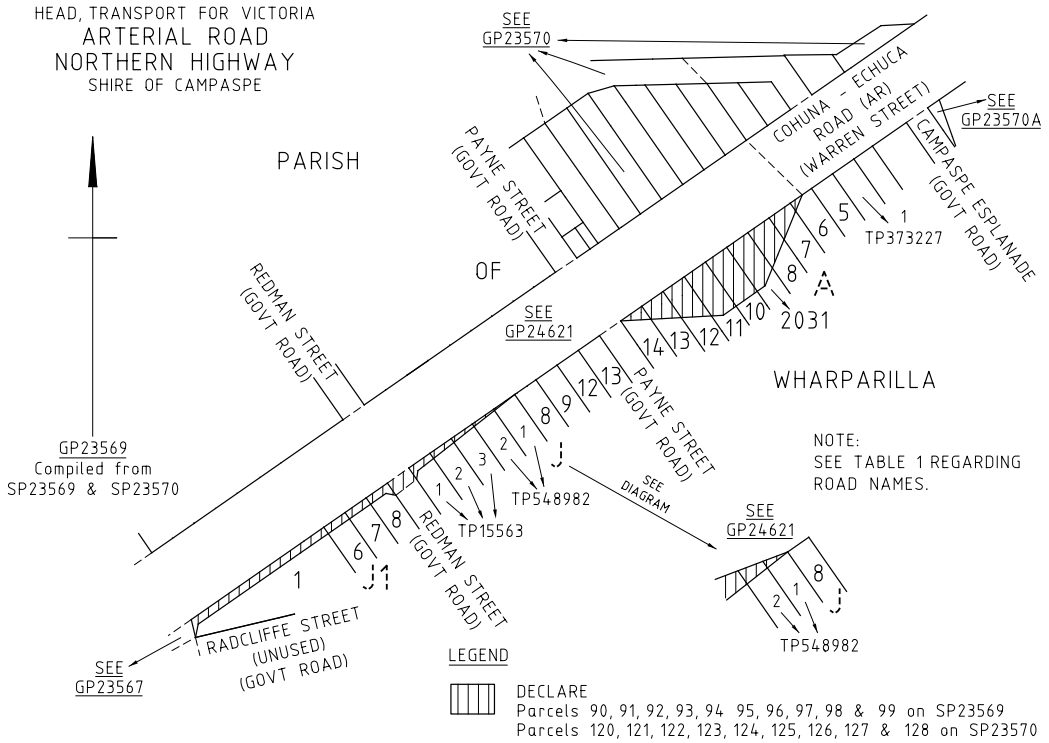 HEAD, TRANSPORT FOR VICTORIA
ARTERIAL ROAD
NORTHERN HIGHWAY
SHIRE OF CAMPASPE
SEE
GP23570
COHUNA - ECHUCA
ROAD (AR)
(WARREN STREET)
SEE
GP23570A
CAMPASPE ESPLANADE
(GOVT ROAD)
PAYNE STREET
(GOVT ROAD)
PARISH
OF
WHARPARILLA
1
TP373227
5
6
7
8
A
2031
10
11
12
13
14
REDMAN STREET
(GOVT ROAD)
SEE
GP24621
PAYNE STREET
(GOVT ROAD)
13
12
9
8
J
1
2
TP548982
3
2
1
TP15563
GP23569
Compiled from
SP23569 & SP23570
NOTE:
SEE TABLE 1 REGARDING
ROAD NAMES.
SEE
DIAGRAM
SEE
GP24621
8
J
1
2
TP548982
REDMAN STREET
(GOVT ROAD)
8
7
6
J1
1
RADCLIFFE STREET
(UNUSED)
(GOVT ROAD)
SEE
GP23567
LEGEND
DECLARE
Parcels 90, 91, 92, 93, 94 95, 96, 97, 98 & 99 on SP23569
Parcels 120, 121, 122, 123, 124, 125, 126, 127 & 128 on SP23570